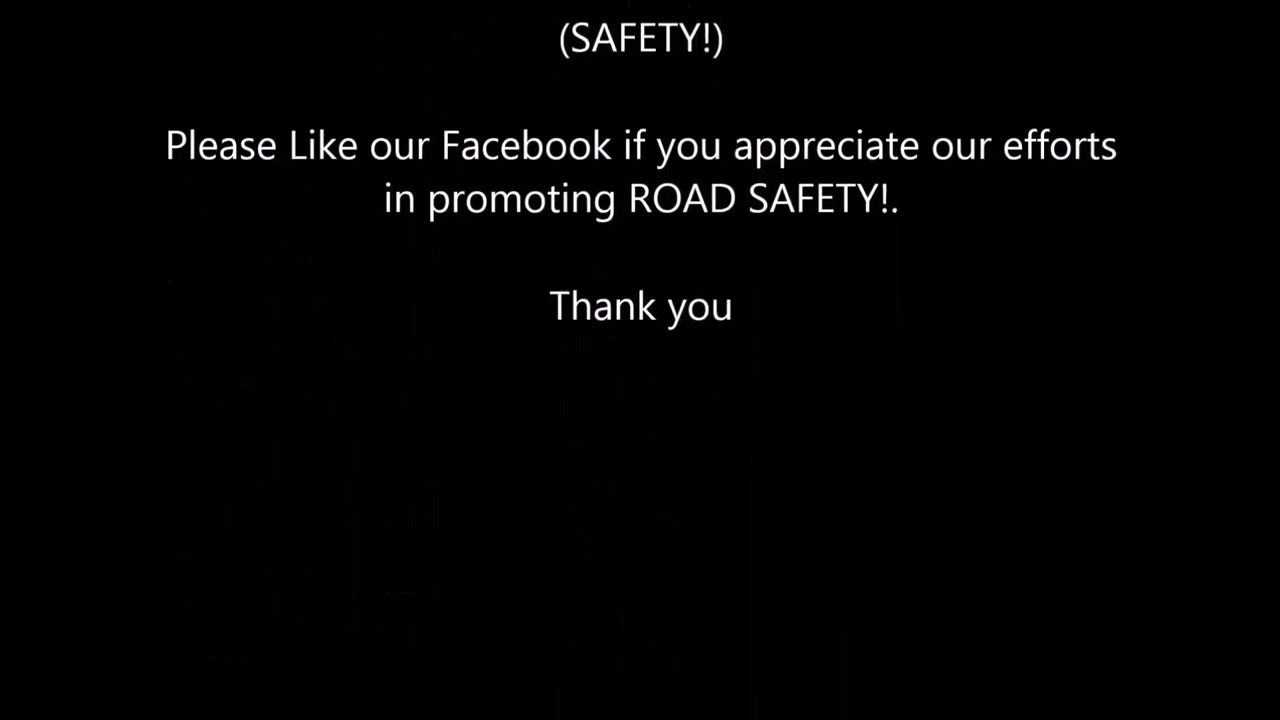 (SAFETY!)
Please Like our Facebook if you appreciate our efforts
in promoting ROAD SAFETY!.
Thank you